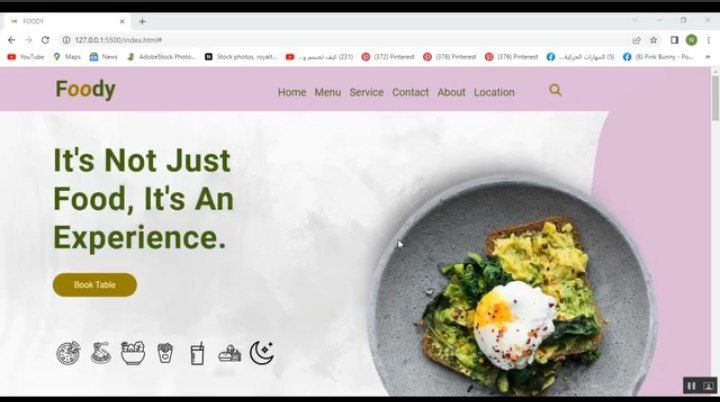 FOODY
127.0.0.1:5500/index.html#
YouTube Maps News AdobeStock Photo... Stock photos, royalt... (231) كيف تصمم و... (372) Pinterest (376) Pinterest (376) Pinterest (5) المهارات الحركية... (6) Pink Bunny - Po...
Foody
Home Menu Service Contact About Location
It's Not Just
Food, It's An
Experience.
Book Table